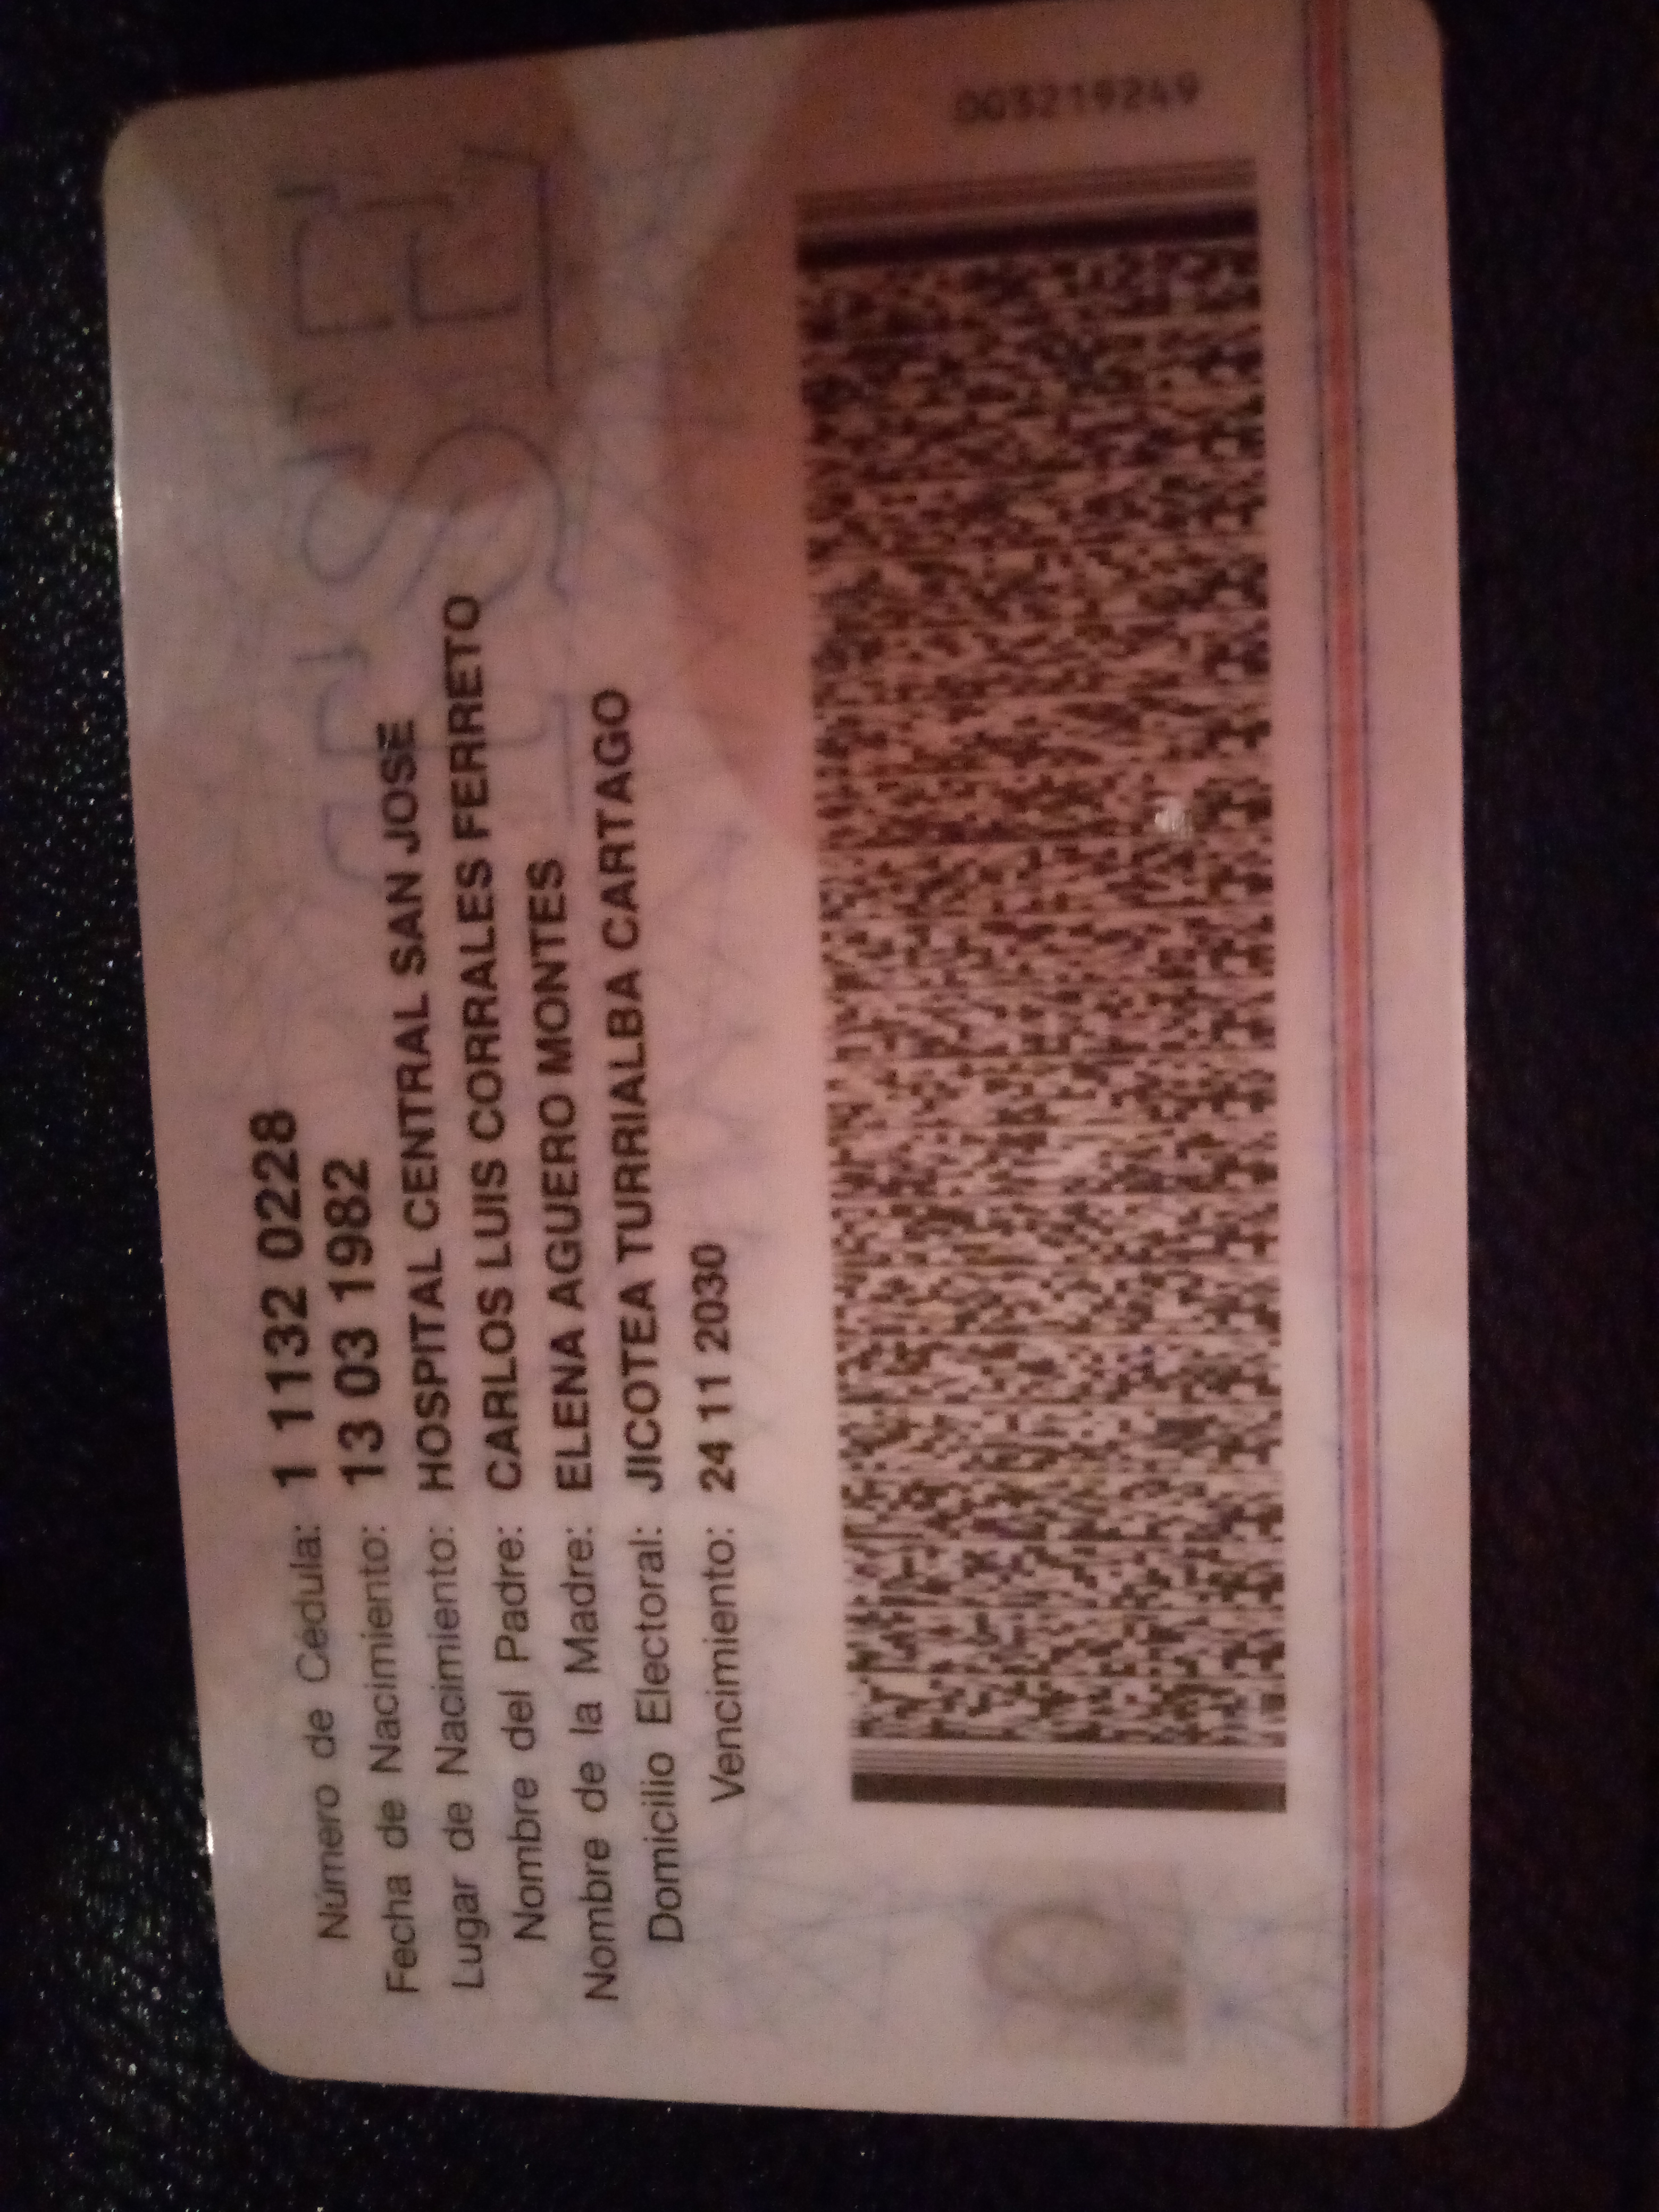 Número de Cédula: 1 1132 0228
Fecha de Nacimiento: 13 03 1982
Lugar de Nacimiento: HOSPITAL CENTRAL SAN JOSE
Nombre del Padre: CARLOS LUIS CORRALES FERRETO
Nombre de la Madre: ELENA AGUERO MONTES
Domicilio Electoral: JICOTEA TURRIALBA CARTAGO
Vencimiento: 24 11 2030
003219249
TSE